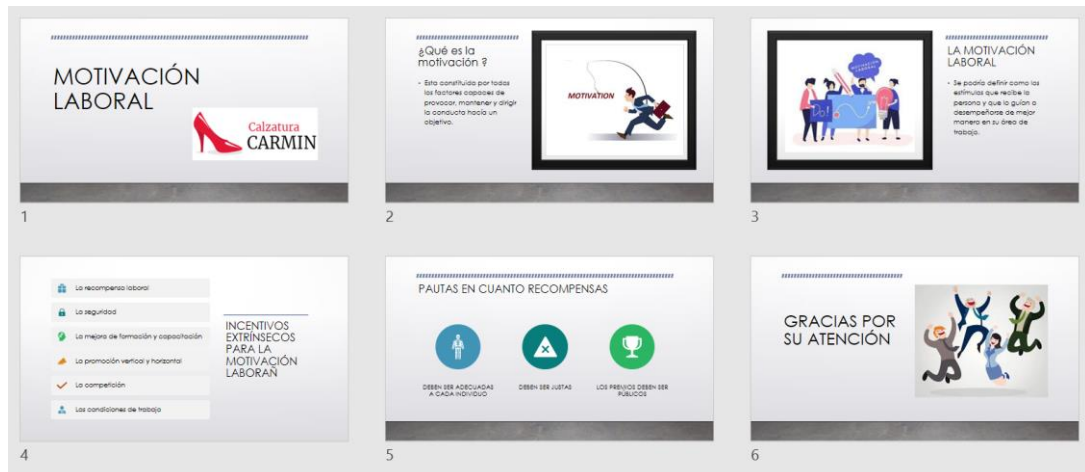 MOTIVACIÓN
LABORAL
Calzatura
CARMIN
1
¿Qué es la
motivación ?
- Esta constituida por todos
los factores capaces de
provocar, mantener y dirigir
la conducta hacia un
objetivo.
MOTIVATION
2
MOTIVACIÓN
LABORAL
Do!
LA MOTIVACIÓN
LABORAL
- Se podría definir como los
estímulos que recibe la
persona y que lo guían a
desempeñarse de mejor
manera en su área de
trabajo.
3
La recompensa laboral
La seguridad
La mejora de formación y capacitación
La promoción vertical y horizontal
La competición
Las condiciones de trabajo
INCENTIVOS
EXTRÍNSECOS
PARA LA
MOTIVACIÓN
LABORAÑ
4
PAUTAS EN CUANTO RECOMPENSAS
DEBEN SER ADECUADAS
A CADA INDIVIDUO
DEBEN SER JUSTAS
LOS PREMIOS DEBEN SER
PÚBLICOS
5
GRACIAS POR
SU ATENCIÓN
6